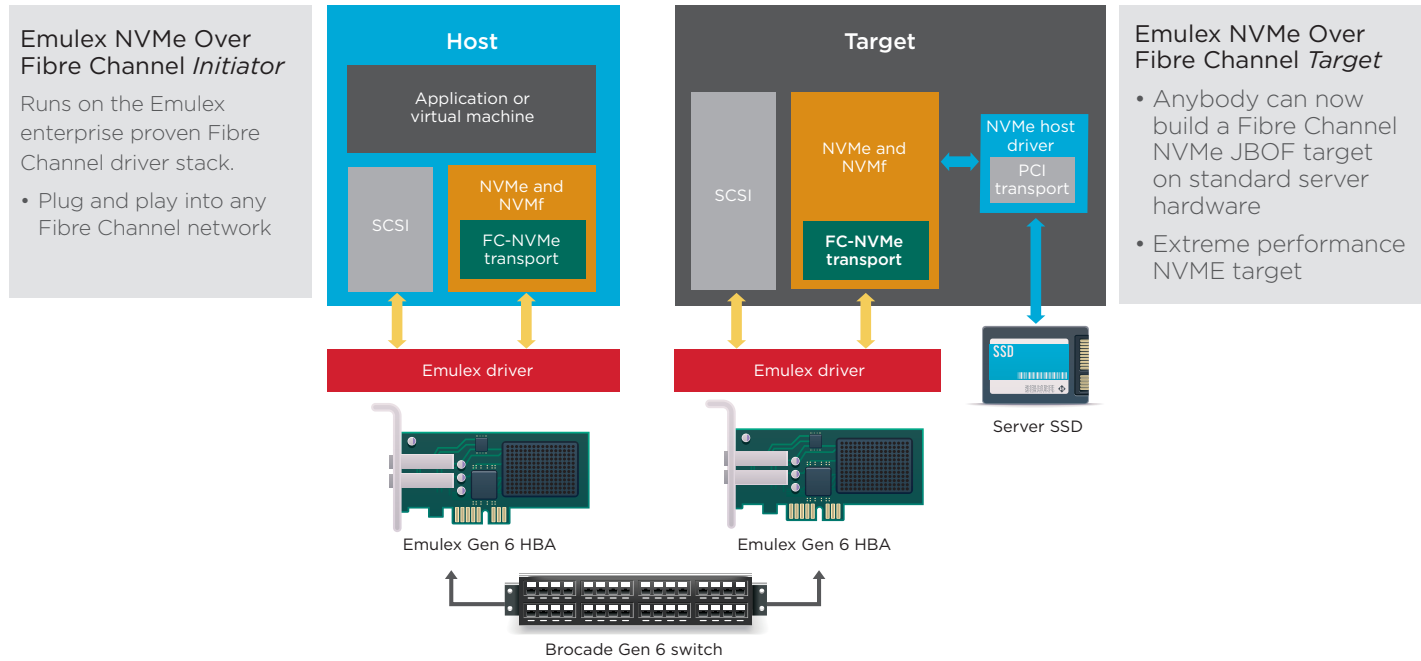 Emulex NVMe Over
Fibre Channel Initiator
Runs on the Emulex
enterprise proven Fibre
Channel driver stack.
• Plug and play into any
Fibre Channel network
Host
Application or
virtual machine
SCSI
NVMe and
NVMf
FC-NVMe
transport
Emulex driver
Emulex Gen 6 HBA
Target
SCSI
NVMe and
NVMf
FC-NVMe
transport
NVMe host
driver
PCI
transport
Emulex driver
SSD
Server SSD
Emulex Gen 6 HBA
Brocade Gen 6 switch
Emulex NVMe Over
Fibre Channel Target
• Anybody can now
build a Fibre Channel
NVMe JBOF target
on standard server
hardware
• Extreme performance
NVME target